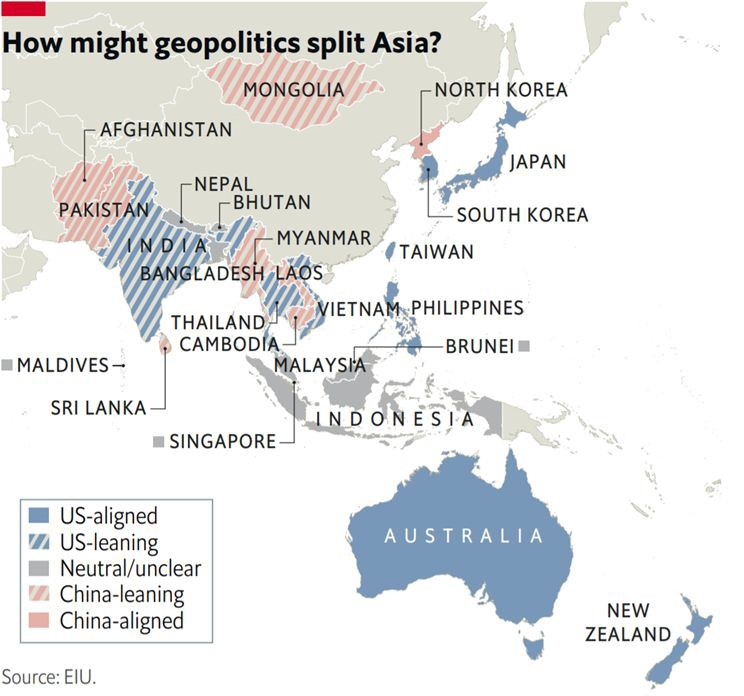 How might geopolitics split Asia?
MONGOLIA
NORTH KOREA
AFGHANISTAN
JAPAN
NEPAL
PAKISTAN
BHUTAN
SOUTH KOREA
INDIA
MYANMAR
TAIWAN
BANGLADESH
LAOS
VIETNAM
PHILIPPINES
THAILAND
CAMBODIA
BRUNEI
MALDIVES
MALAYSIA
SRI LANKA
INDONESIA
SINGAPORE
US-aligned
US-leaning
Neutral/unclear
China-leaning
China-aligned
AUSTRALIA
NEW
ZEALAND
Source: EIU.